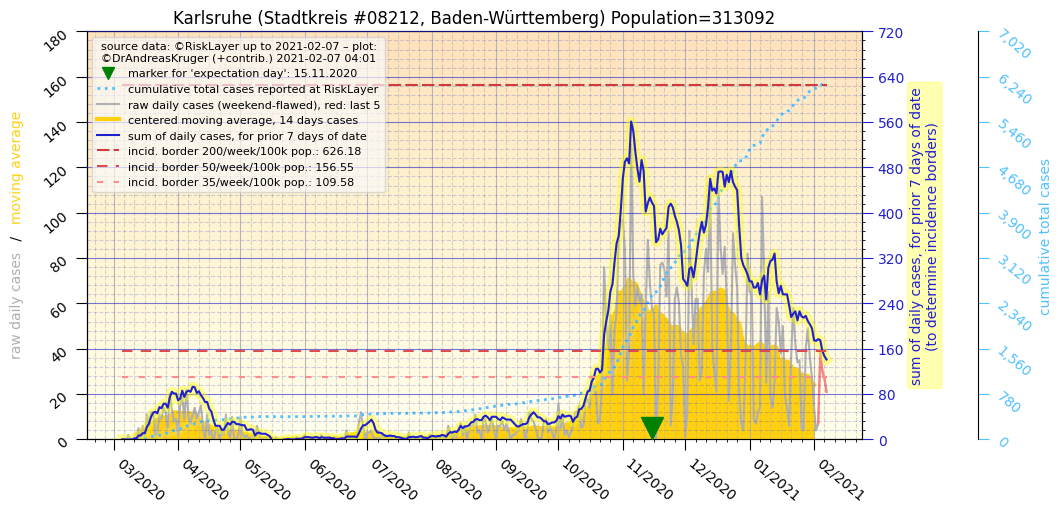 Karlsruhe (Stadtkreis #08212, Baden-Württemberg) Population=313092
source data: ©RiskLayer up to 2021-02-07 – plot:
©DrAndreasKruger (+contrib.) 2021-02-07 04:01
marker for 'expectation day': 15.11.2020
cumulative total cases reported at RiskLayer
raw daily cases (weekend-flawed), red: last 5
centered moving average, 14 days cases
sum of daily cases, for prior 7 days of date
incid. border 200/week/100k pop.: 626.18
incid. border 50/week/100k pop.: 156.55
incid. border 35/week/100k pop.: 109.58
raw daily cases / moving average
180
160
140
120
100
80
60
40
20
0
03/2020
04/2020
05/2020
06/2020
07/2020
08/2020
09/2020
10/2020
11/2020
12/2020
01/2021
02/2021
720
640
560
480
400
320
240
160
80
0
sum of daily cases, for prior 7 days of date
(to determine incidence borders)
7,020
6,240
5,460
4,680
3,900
3,120
2,340
1,560
780
0
cumulative total cases